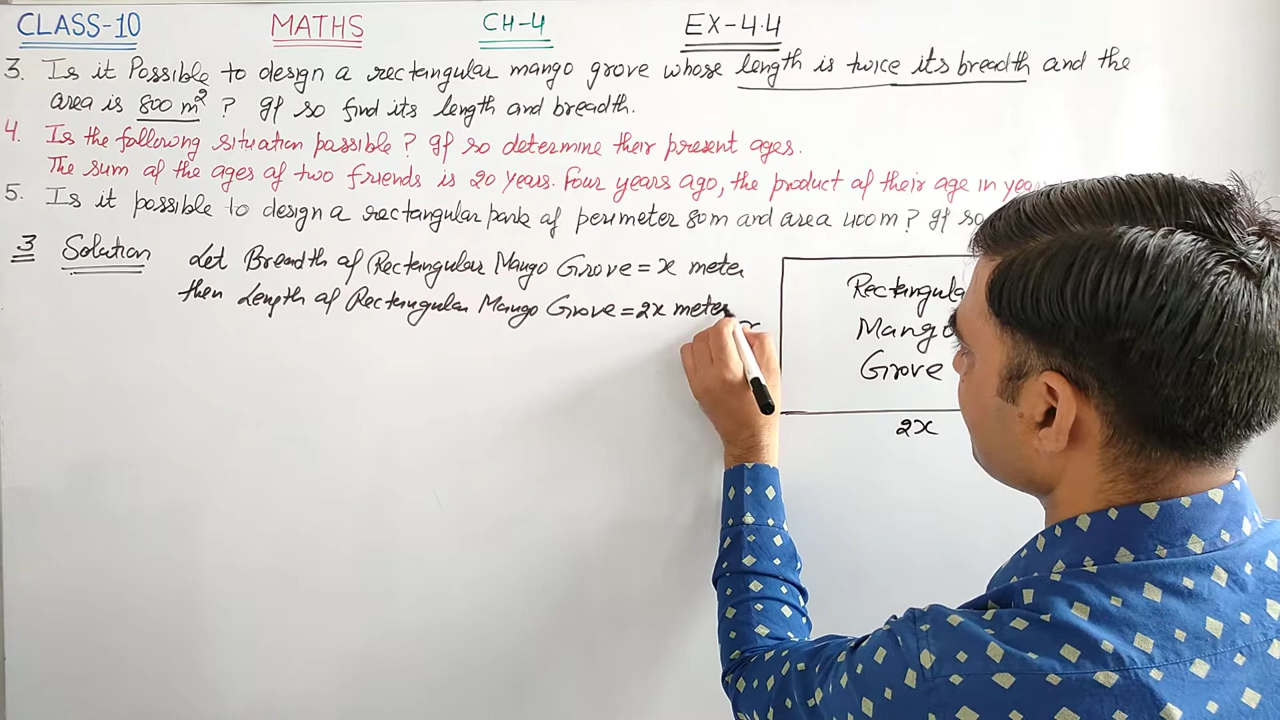 CLASS-10 MATHS CH-4 EX-4.4
3. Is it Possible to design a rectangular mango grove whose length is twice its breadth and the
area is 800 m² ? If so find its length and breadth.
4. Is the following situation possible ? If so determine their present ages.
The sum of the ages of two friends is 20 years. Four years ago, the product of their age in
5. Is it possible to design a rectangular park of perimeter 80m and area 400m ? If so
3 Solution Let Breadth of Rectangular Mango Grove = x meter
then Length of Rectangular Mango Grove = 2x meter
Mango
Grove
2x